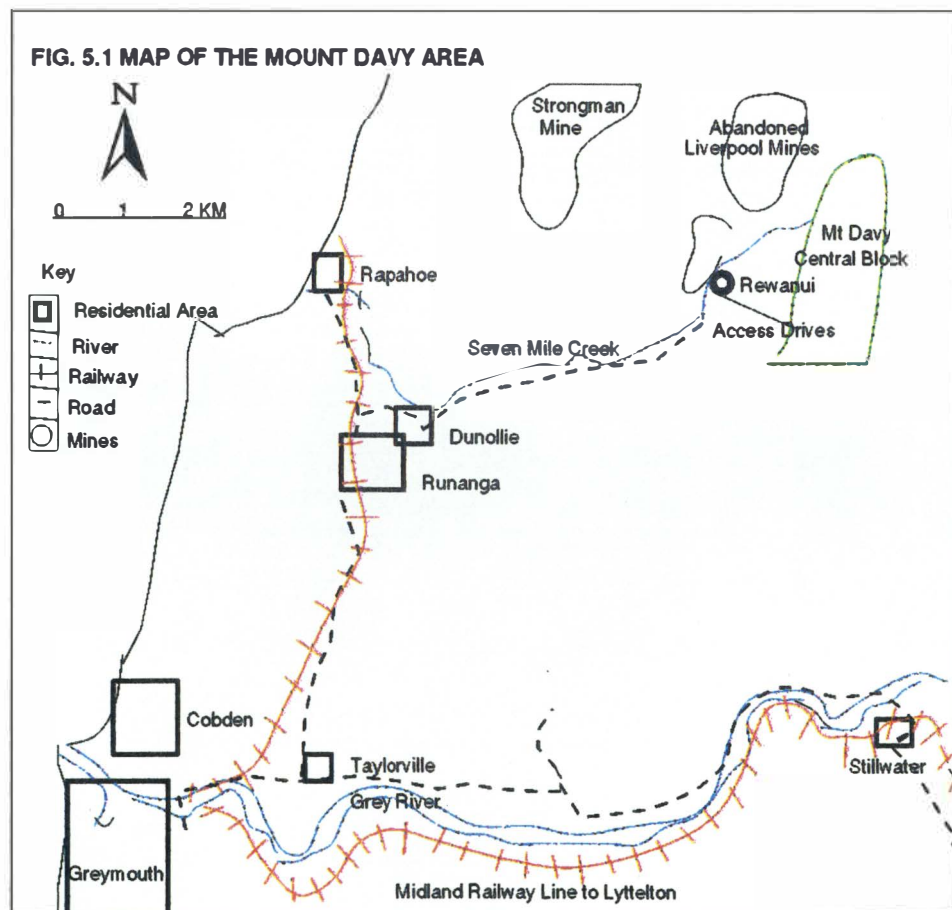 FIG. 5.1 MAP OF THE MOUNT DAVY AREA
N
0 1 2 KM
Key
Residential Area
River
Railway
Road
Mines
Strongman
Mine
Abandoned
Liverpool Mines
Mt Davy
Central Block
Rewanui
Access Drives
Rapahoe
Seven Mile Creek
Dunollie
Runanga
Cobden
Taylorville
Grey River
Stillwater
Greymouth
Midland Railway Line to Lyttelton